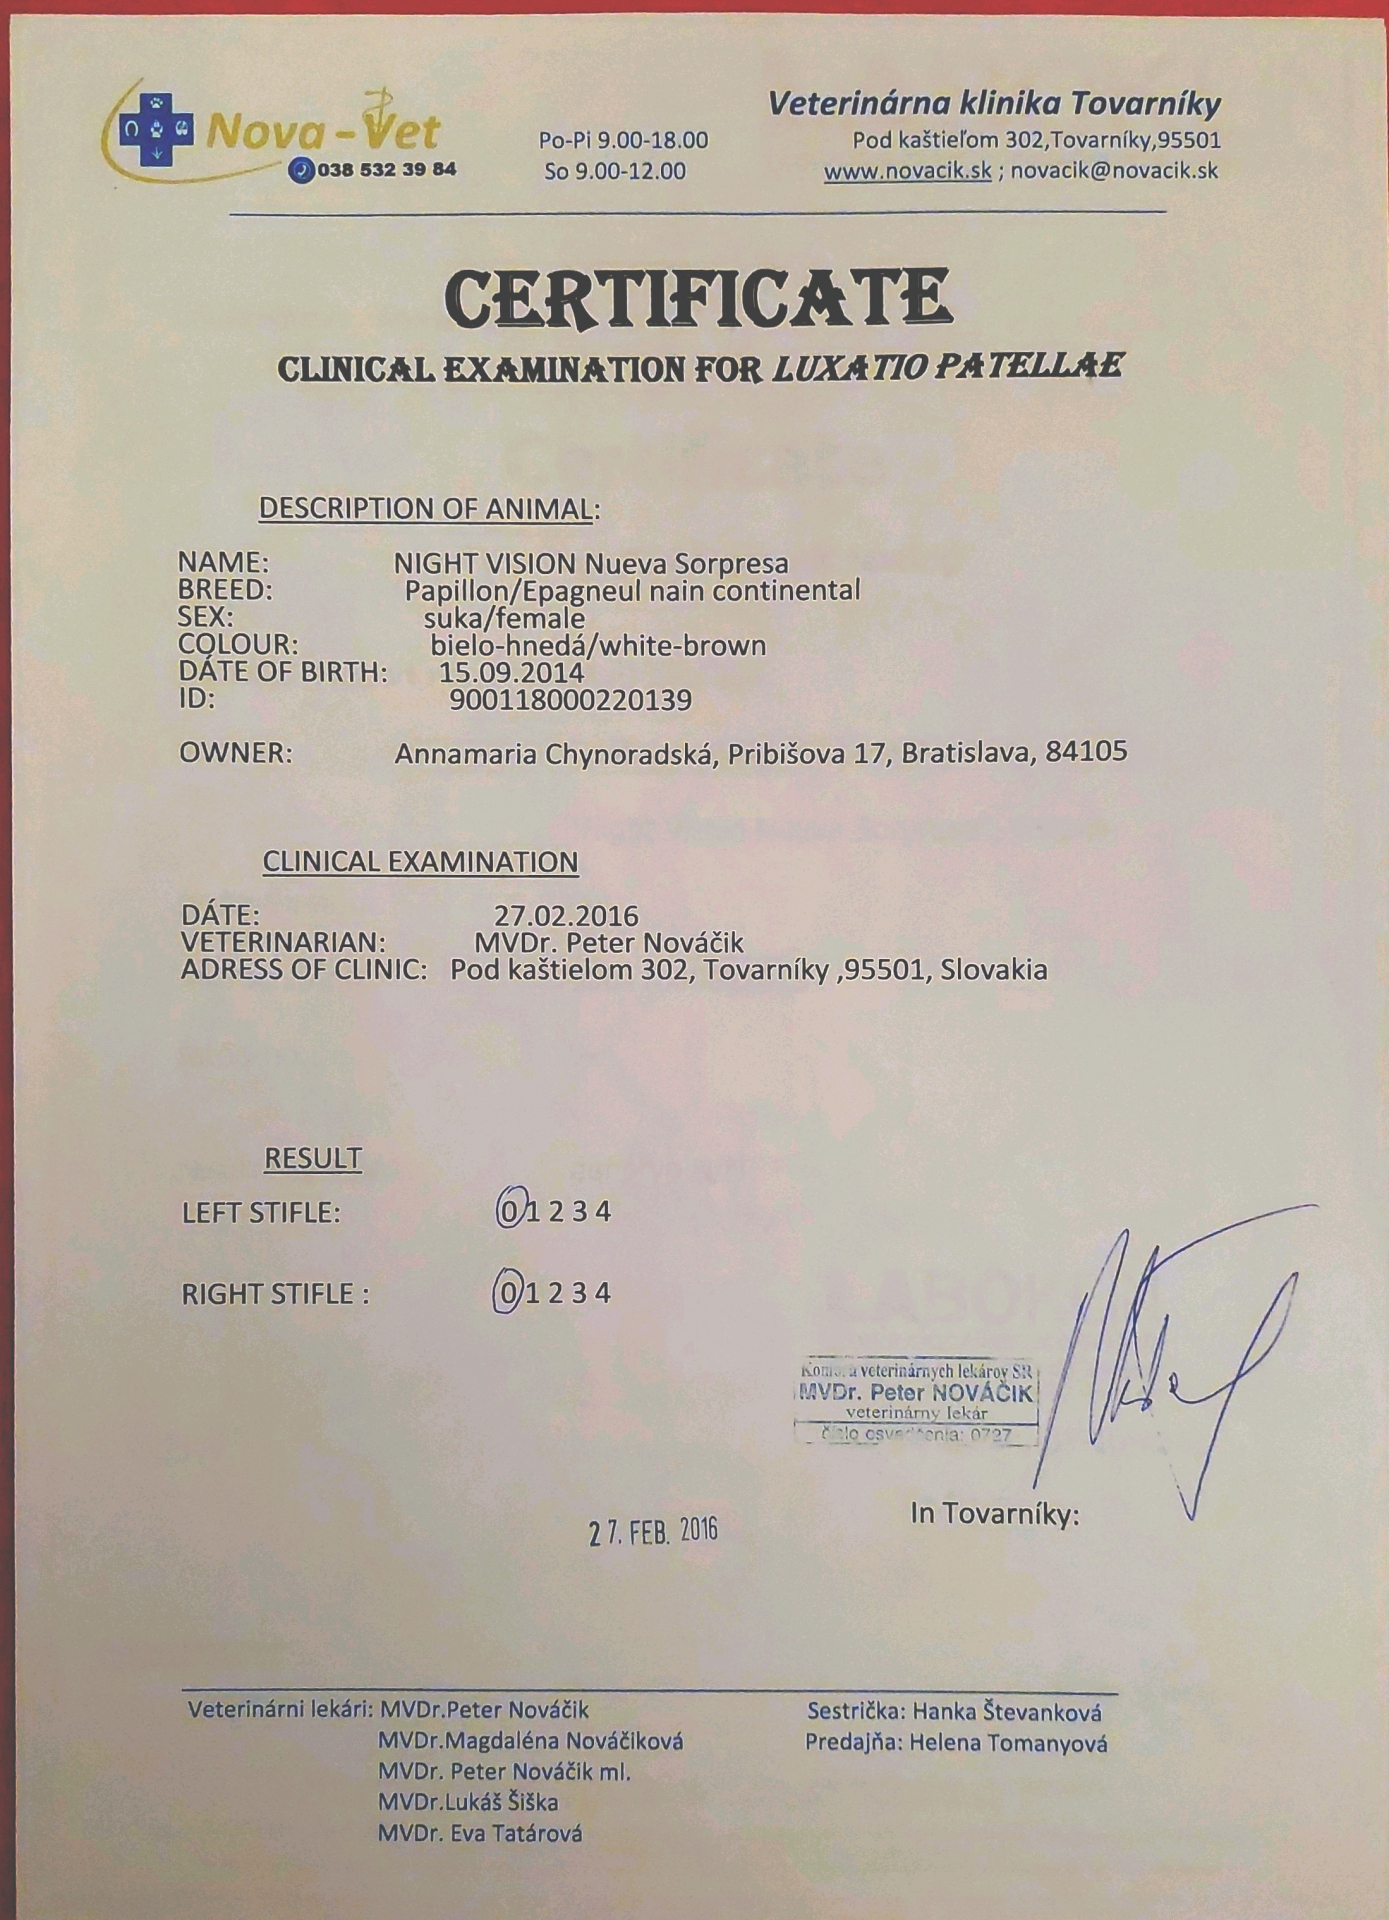 Nova-Vet
038 532 39 84
Po-Pi 9.00-18.00
So 9.00-12.00
Veterinárna klinika Tovarníky
Pod kaštieľom 302,Tovarníky,95501
www.novacik.sk ; novacik@novacik.sk
CERTIFICATE
CLINICAL EXAMINATION FOR LUXATIO PATELLAE
DESCRIPTION OF ANIMAL:
NAME: NIGHT VISION Nueva Sorpresa
BREED: Papillon/Epagneul nain continental
SEX: suka/female
COLOUR: bielo-hnedá/white-brown
DÁTE OF BIRTH: 15.09.2014
ID: 900118000220139
OWNER: Annamaria Chynoradská, Pribišova 17, Bratislava, 84105
CLINICAL EXAMINATION
DÁTE: 27.02.2016
VETERINARIAN: MVDr. Peter Nováčik
ADRESS OF CLINIC: Pod kaštielom 302, Tovarníky ,95501, Slovakia
RESULT
LEFT STIFLE: 0 1 2 3 4
RIGHT STIFLE : 0 1 2 3 4
veterinárnych lekárov SR
MVDr. Peter NOVÁČIK
veterinárny lekár
číslo osvedčenia: 0727
In Tovarníky:
27. FEB. 2016
Veterinárni lekári: MVDr.Peter Nováčik
MVDr.Magdaléna Nováčiková
MVDr. Peter Nováčik ml.
MVDr.Lukáš Šiška
MVDr. Eva Tatárová
Sestrička: Hanka Števanková
Predajňa: Helena Tomanyová